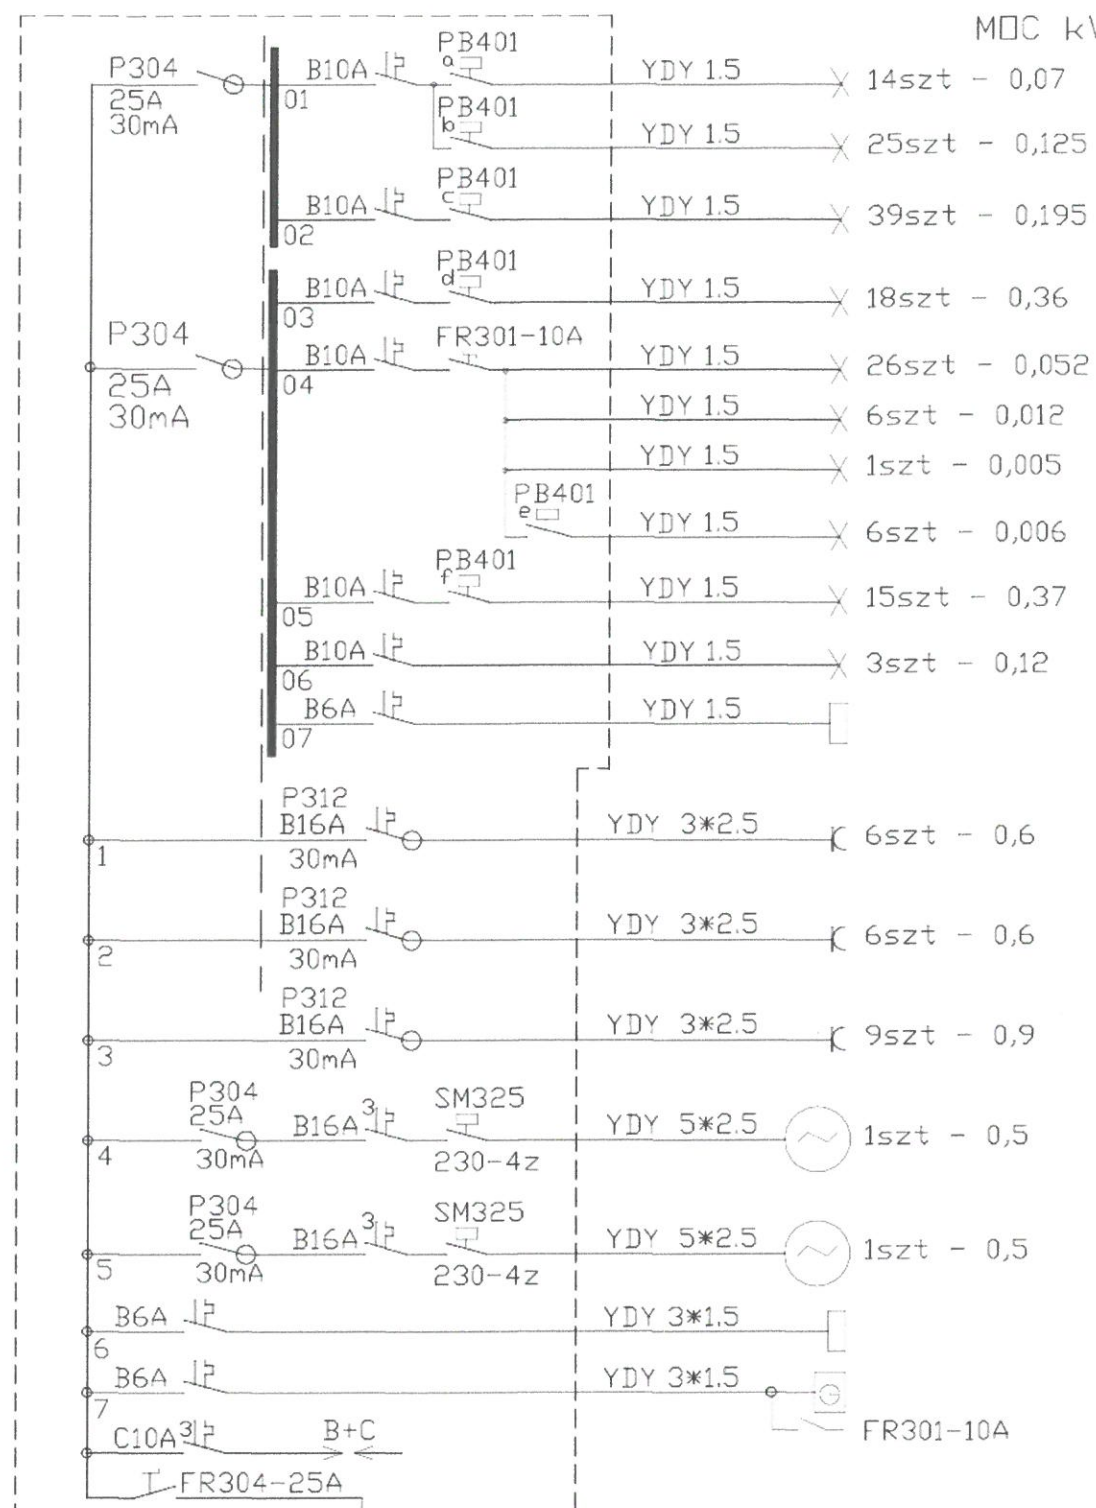 MOC kW
P304
25A
30mA
B10A
01
PB401
a
YDY 1.5
14szt - 0,07
PB401
b
YDY 1.5
25szt - 0,125
B10A
02
PB401
c
YDY 1.5
39szt - 0,195
B10A
03
PB401
d
YDY 1.5
18szt - 0,36
P304
25A
30mA
B10A
04
FR301-10A
YDY 1.5
26szt - 0,052
YDY 1.5
6szt - 0,012
YDY 1.5
1szt - 0,005
PB401
e
YDY 1.5
6szt - 0,006
B10A
05
PB401
f
YDY 1.5
15szt - 0,37
B10A
06
YDY 1.5
3szt - 0,12
B6A
07
YDY 1.5
1
P312
B16A
30mA
YDY 3*2.5
6szt - 0,6
2
P312
B16A
30mA
YDY 3*2.5
6szt - 0,6
3
P312
B16A
30mA
YDY 3*2.5
9szt - 0,9
4
P304
25A
30mA
B16A
3
SM325
230-4z
YDY 5*2.5
1szt - 0,5
5
P304
25A
30mA
B16A
3
SM325
230-4z
YDY 5*2.5
1szt - 0,5
6
B6A
YDY 3*1.5
7
B6A
YDY 3*1.5
G
FR301-10A
C10A
3
B+C
FR304-25A